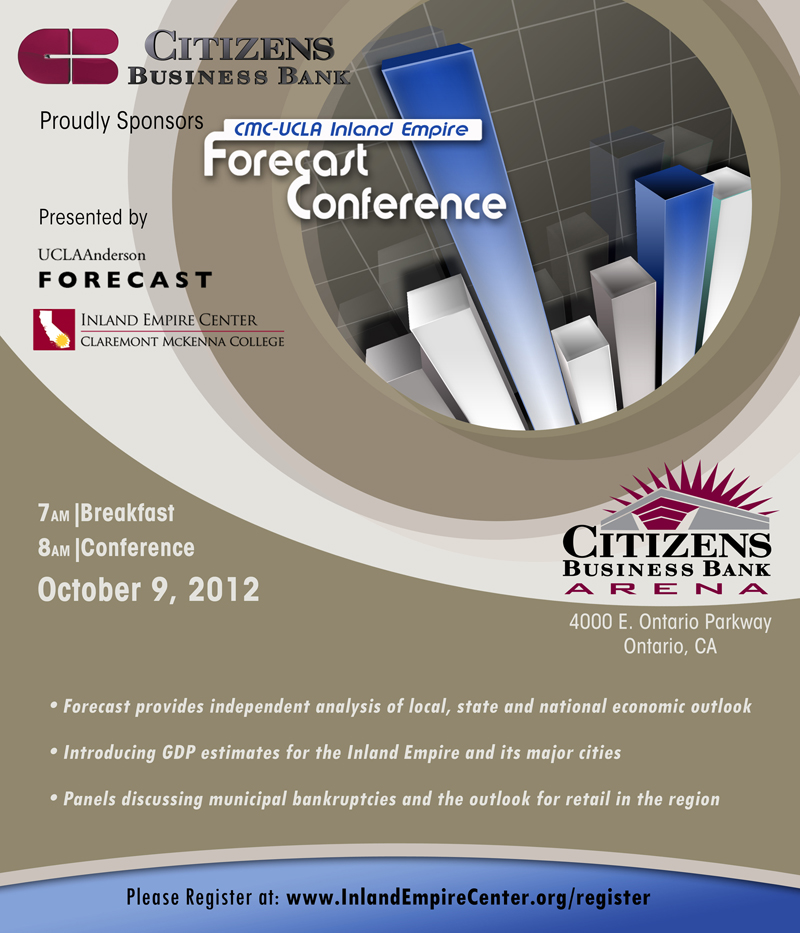 CITIZENS
BUSINESS BANK
Proudly Sponsors
CMC-UCLA Inland Empire
Forecast
Conference
Presented by
UCLAAnderson
FORECAST
INLAND EMPIRE CENTER
CLAREMONT MCKENNA COLLEGE
7AM |Breakfast
8AM |Conference
October 9, 2012
CITIZENS
BUSINESS BANK
ARENA
4000 E. Ontario Parkway
Ontario, CA
• Forecast provides independent analysis of local, state and national economic outlook
• Introducing GDP estimates for the Inland Empire and its major cities
• Panels discussing municipal bankruptcies and the outlook for retail in the region
Please Register at: www.InlandEmpireCenter.org/register